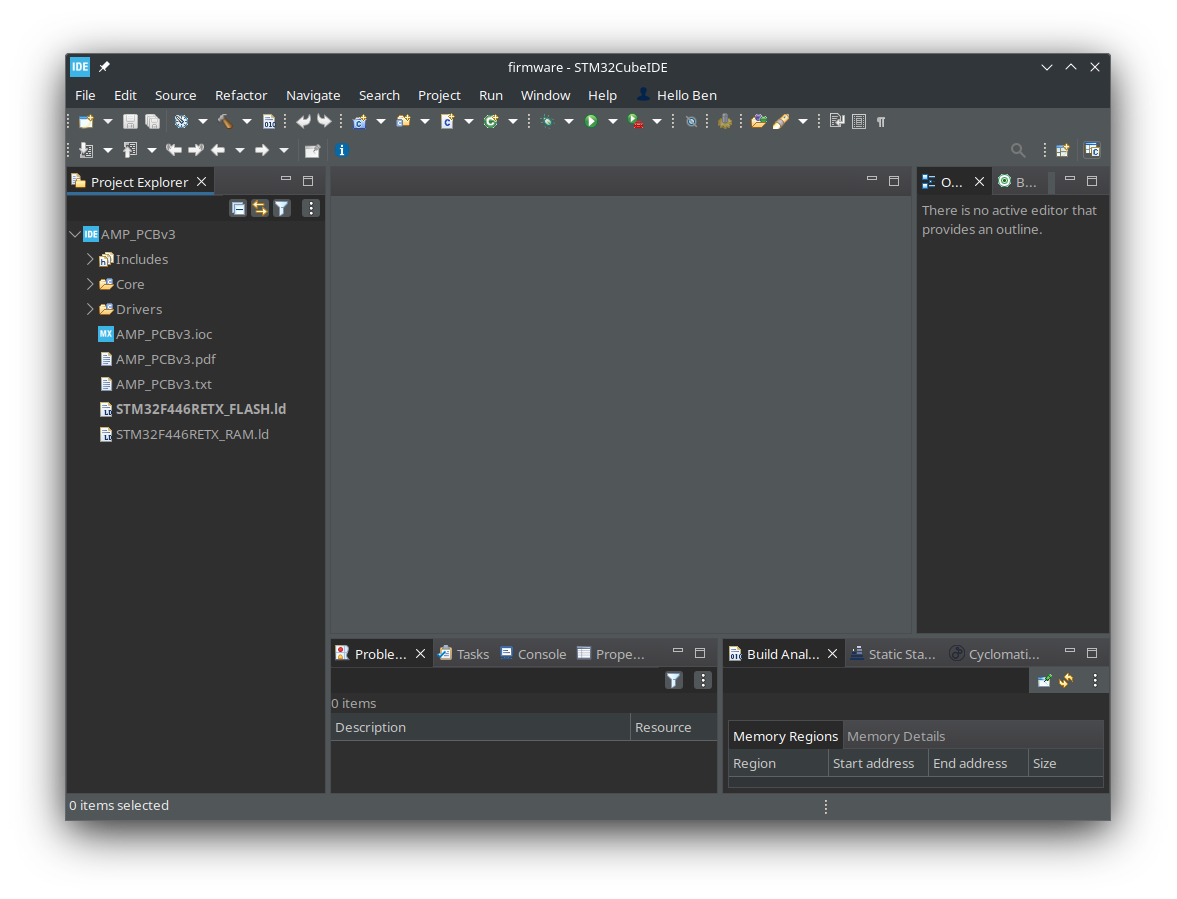 IDE
firmware - STM32CubeIDE
File Edit Source Refactor Navigate Search Project Run Window Help Hello Ben
Project Explorer
O...
B...
There is no active editor that
provides an outline.
IDE AMP_PCBv3
Includes
Core
Drivers
MX AMP_PCBv3.ioc
AMP_PCBv3.pdf
AMP_PCBv3.txt
STM32F446RETX_FLASH.ld
STM32F446RETX_RAM.ld
Proble... Tasks Console Prope...
0 items
Description Resource
Build Anal... Static Sta... Cyclomati...
Memory Regions Memory Details
Region Start address End address Size
0 items selected